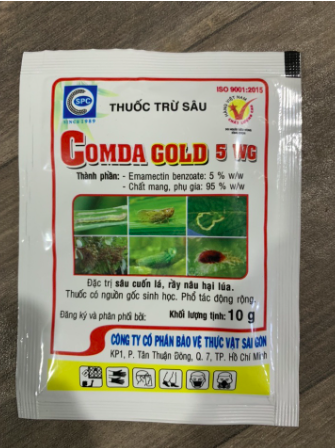 SPC
SINCE 1989
ISO 9001:2015
THUỐC TRỪ SÂU
COMDA GOLD 5 WG
Thành phần: - Emamectin benzoate: 5 % w/w
- Chất mang, phụ gia: 95 % w/w
Đặc trị sâu cuốn lá, rầy nâu hại lúa.
Thuốc có nguồn gốc sinh học. Phổ tác động rộng.
Đăng ký và phân phối bởi:
Khối lượng tịnh: 10 g
CÔNG TY CỔ PHẦN BẢO VỆ THỰC VẬT SÀI GÒN
KP1, P. Tân Thuận Đông, Q. 7, TP. Hồ Chí Minh